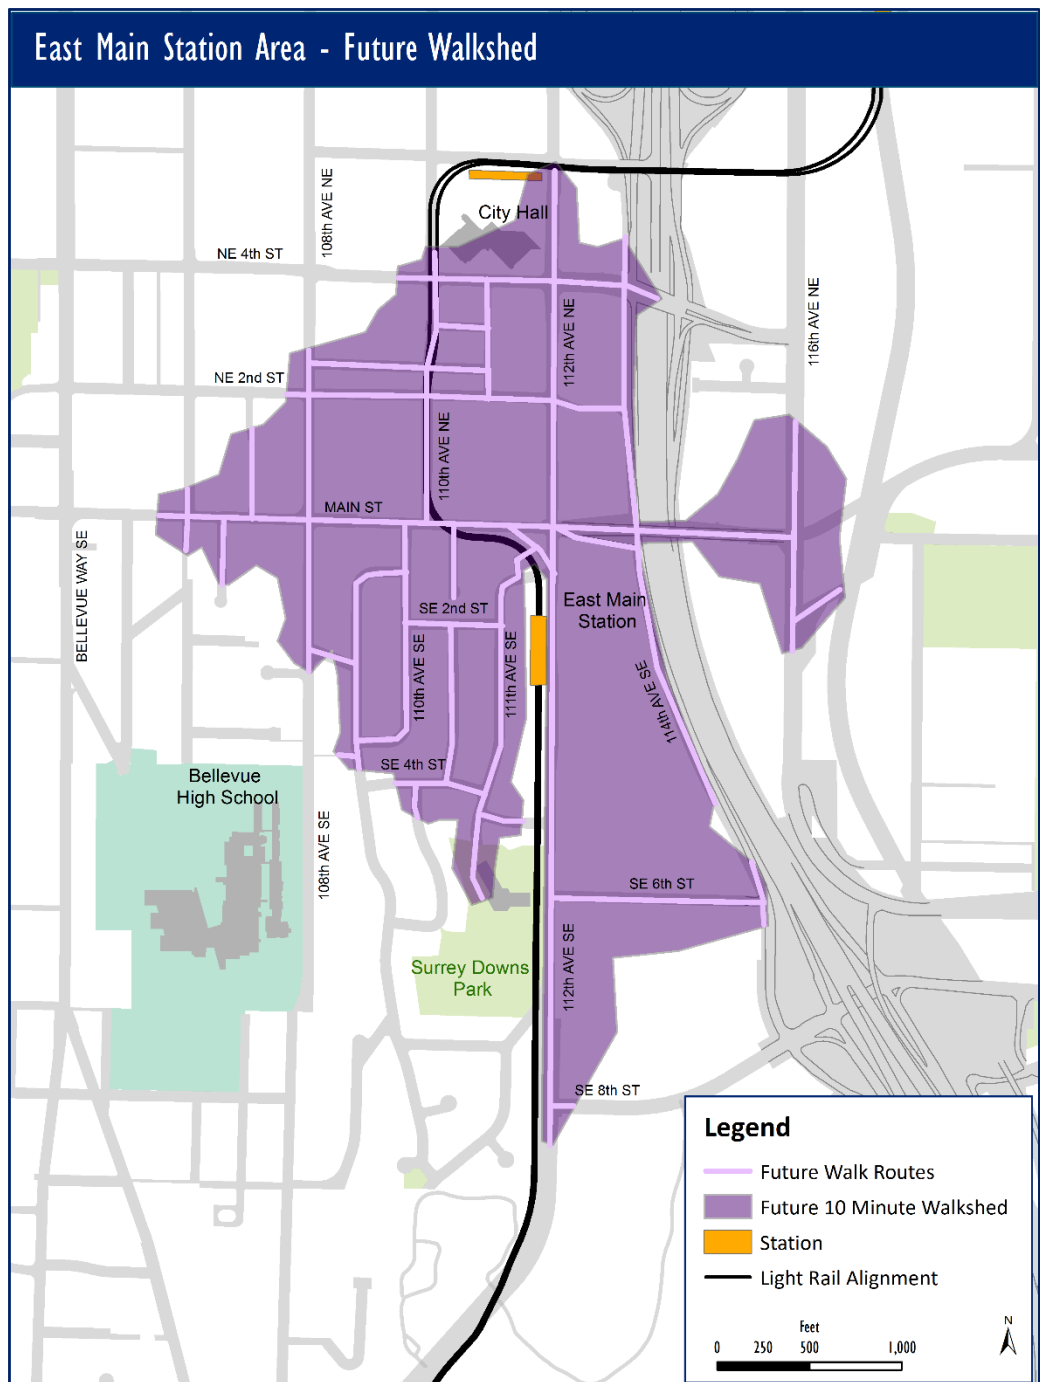 East Main Station Area - Future Walkshed
108th AVE NE
City Hall
NE 4th ST
112th AVE NE
116th AVE NE
NE 2nd ST
110th AVE NE
MAIN ST
BELLEVUE WAY SE
East Main
Station
SE 2nd ST
110th AVE SE
111th AVE SE
114th AVE SE
SE 4th ST
Bellevue
High School
108th AVE SE
SE 6th ST
Surrey Downs
Park
112th AVE SE
SE 8th ST
Legend
Future Walk Routes
Future 10 Minute Walkshed
Station
Light Rail Alignment
Feet
0 250 500 1,000
N